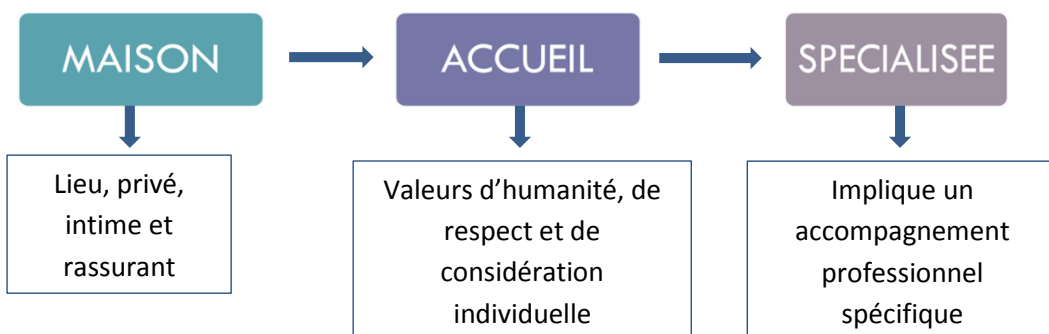 MAISON
ACCUEIL
SPECIALISEE
Lieu, privé,
intime et
rassurant
Valeurs d’humanité, de
respect et de
considération
individuelle
Implique un
accompagnement
professionnel
spécifique